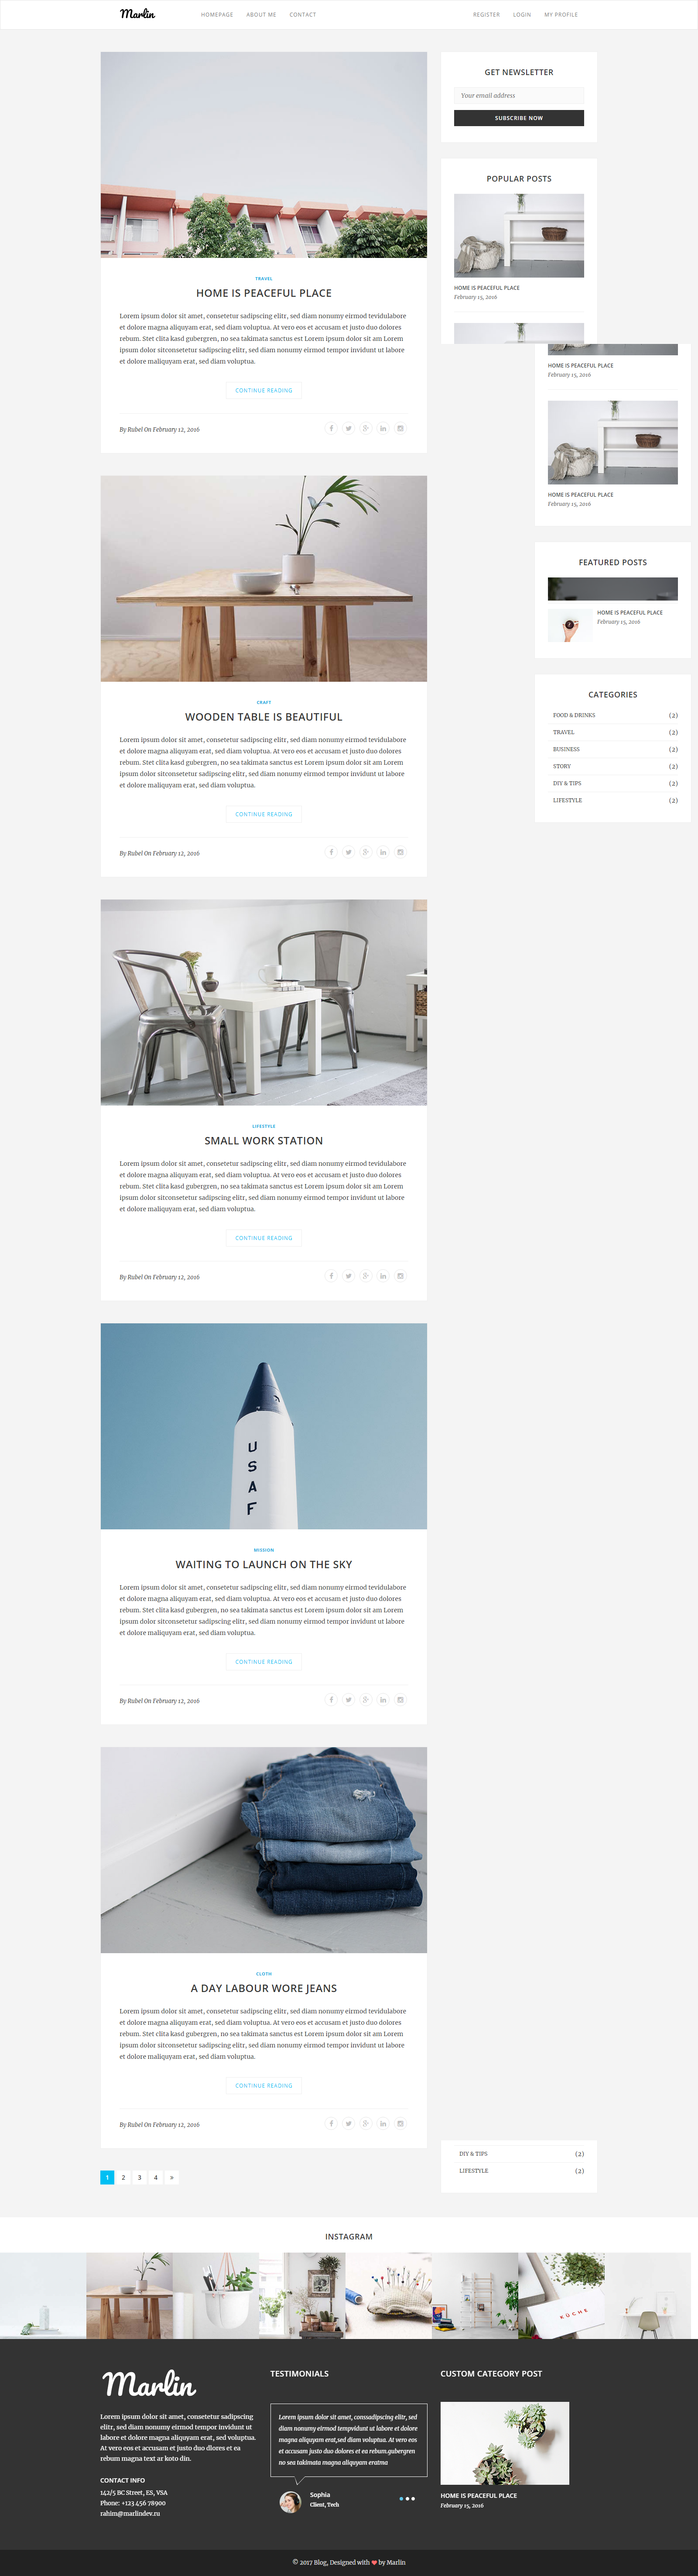 Marlin
HOMEPAGE ABOUT ME CONTACT REGISTER LOGIN MY PROFILE
TRAVEL
HOME IS PEACEFUL PLACE
Lorem ipsum dolor sit amet, consetetur sadipscing elitr, sed diam nonumy eirmod tevidulabore
et dolore magna aliquyam erat, sed diam voluptua. At vero eos et accusam et justo duo dolores
rebum. Stet clita kasd gubergren, no sea takimata sanctus est Lorem ipsum dolor sit am Lorem
ipsum dolor sitconsetetur sadipscing elitr, sed diam nonumy eirmod tempor invidunt ut labore
et dolore maliquyam erat, sed diam voluptua.
CONTINUE READING
By Rubel On February 12, 2016
CRAFT
WOODEN TABLE IS BEAUTIFUL
Lorem ipsum dolor sit amet, consetetur sadipscing elitr, sed diam nonumy eirmod tevidulabore
et dolore magna aliquyam erat, sed diam voluptua. At vero eos et accusam et justo duo dolores
rebum. Stet clita kasd gubergren, no sea takimata sanctus est Lorem ipsum dolor sit am Lorem
ipsum dolor sitconsetetur sadipscing elitr, sed diam nonumy eirmod tempor invidunt ut labore
et dolore maliquyam erat, sed diam voluptua.
CONTINUE READING
By Rubel On February 12, 2016
LIFESTYLE
SMALL WORK STATION
Lorem ipsum dolor sit amet, consetetur sadipscing elitr, sed diam nonumy eirmod tevidulabore
et dolore magna aliquyam erat, sed diam voluptua. At vero eos et accusam et justo duo dolores
rebum. Stet clita kasd gubergren, no sea takimata sanctus est Lorem ipsum dolor sit am Lorem
ipsum dolor sitconsetetur sadipscing elitr, sed diam nonumy eirmod tempor invidunt ut labore
et dolore maliquyam erat, sed diam voluptua.
CONTINUE READING
By Rubel On February 12, 2016
USAF
MISSION
WAITING TO LAUNCH ON THE SKY
Lorem ipsum dolor sit amet, consetetur sadipscing elitr, sed diam nonumy eirmod tevidulabore
et dolore magna aliquyam erat, sed diam voluptua. At vero eos et accusam et justo duo dolores
rebum. Stet clita kasd gubergren, no sea takimata sanctus est Lorem ipsum dolor sit am Lorem
ipsum dolor sitconsetetur sadipscing elitr, sed diam nonumy eirmod tempor invidunt ut labore
et dolore maliquyam erat, sed diam voluptua.
CONTINUE READING
By Rubel On February 12, 2016
CLOTH
A DAY LABOUR WORE JEANS
Lorem ipsum dolor sit amet, consetetur sadipscing elitr, sed diam nonumy eirmod tevidulabore
et dolore magna aliquyam erat, sed diam voluptua. At vero eos et accusam et justo duo dolores
rebum. Stet clita kasd gubergren, no sea takimata sanctus est Lorem ipsum dolor sit am Lorem
ipsum dolor sitconsetetur sadipscing elitr, sed diam nonumy eirmod tempor invidunt ut labore
et dolore maliquyam erat, sed diam voluptua.
CONTINUE READING
By Rubel On February 12, 2016
1 2 3 4 »
GET NEWSLETTER
Your email address
SUBSCRIBE NOW
POPULAR POSTS
HOME IS PEACEFUL PLACE
February 15, 2016
HOME IS PEACEFUL PLACE
February 15, 2016
HOME IS PEACEFUL PLACE
February 15, 2016
FEATURED POSTS
HOME IS PEACEFUL PLACE
February 15, 2016
CATEGORIES
FOOD & DRINKS (2)
TRAVEL (2)
BUSINESS (2)
STORY (2)
DIY & TIPS (2)
LIFESTYLE (2)
DIY & TIPS (2)
LIFESTYLE (2)
INSTAGRAM
KÜCHE
Marlin
Lorem ipsum dolor sit amet, consetetur sadipscing
elitr, sed diam nonumy eirmod tempor invidunt ut
labore et dolore magna aliquyam erat, sed voluptua.
At vero eos et accusam et justo duo dlores et ea
rebum magna text ar koto din.
CONTACT INFO
142/5 BC Street, ES, VSA
Phone: +123 456 78900
rahim@marlindev.ru
TESTIMONIALS
Lorem ipsum dolor sit amet, conssadipscing elitr, sed
diam nonumy eirmod tempvidunt ut labore et dolore
magna aliquyam erat,sed diam voluptua. At vero eos
et accusam justo duo dolores et ea rebum.gubergren
no sea takimata magna aliquyam eratma
Sophia
Client, Tech
CUSTOM CATEGORY POST
HOME IS PEACEFUL PLACE
February 15, 2016
© 2017 Blog, Designed with ❤ by Marlin